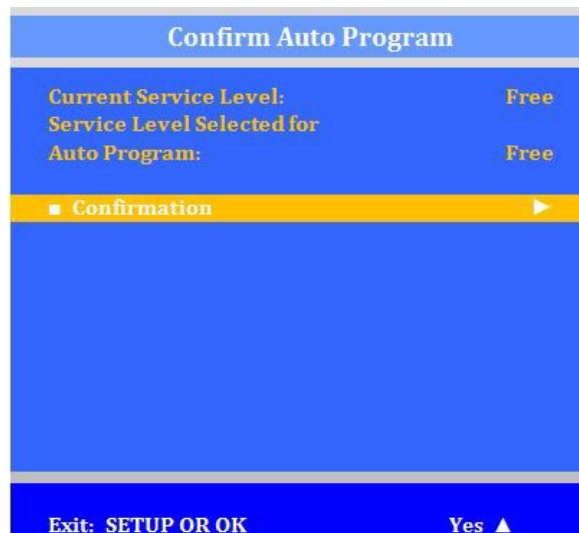 Confirm Auto Program
Current Service Level: Free
Service Level Selected for
Auto Program: Free
■ Confirmation ►
Exit: SETUP OR OK Yes ▲